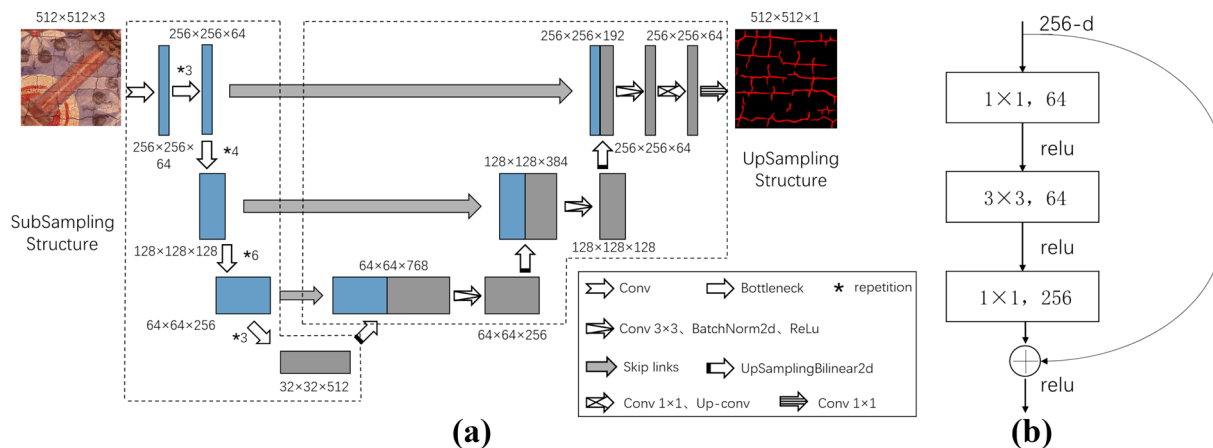 512×512×3
256×256×64
*3
256×256×
64
*4
SubSampling
Structure
128×128×128
*6
64×64×256
*3
32×32×512
64×64×768
64×64×256
128×128×384
128×128×128
256×256×192
256×256×64
256×256×64
512×512×1
UpSampling
Structure
Conv
Bottleneck
* repetition
Conv 3×3、BatchNorm2d、ReLu
Skip links
UpSamplingBilinear2d
Conv 1×1、Up-conv
Conv 1×1
(a)
256-d
1×1, 64
relu
3×3, 64
relu
1×1, 256
relu
(b)